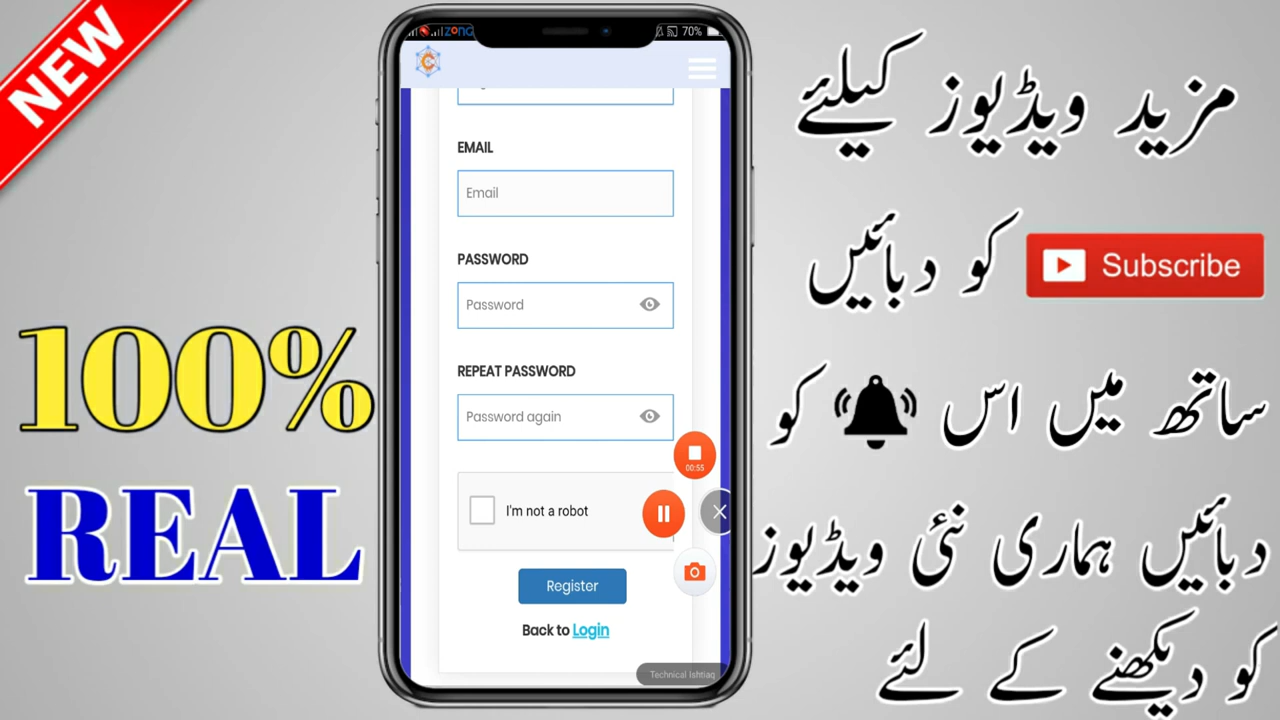 NEW
100%
REAL
zong
70%
EMAIL
Email
PASSWORD
Password
REPEAT PASSWORD
Password again
00:55
I'm not a robot
Register
Back to Login
Technical Ishtiaq
مزید ویڈیوز کیلئے
Subscribe کو دبائیں
ساتھ میں اس کو
دبائیں ہماری نئی ویڈیوز
کو دیکھنے کے لئے